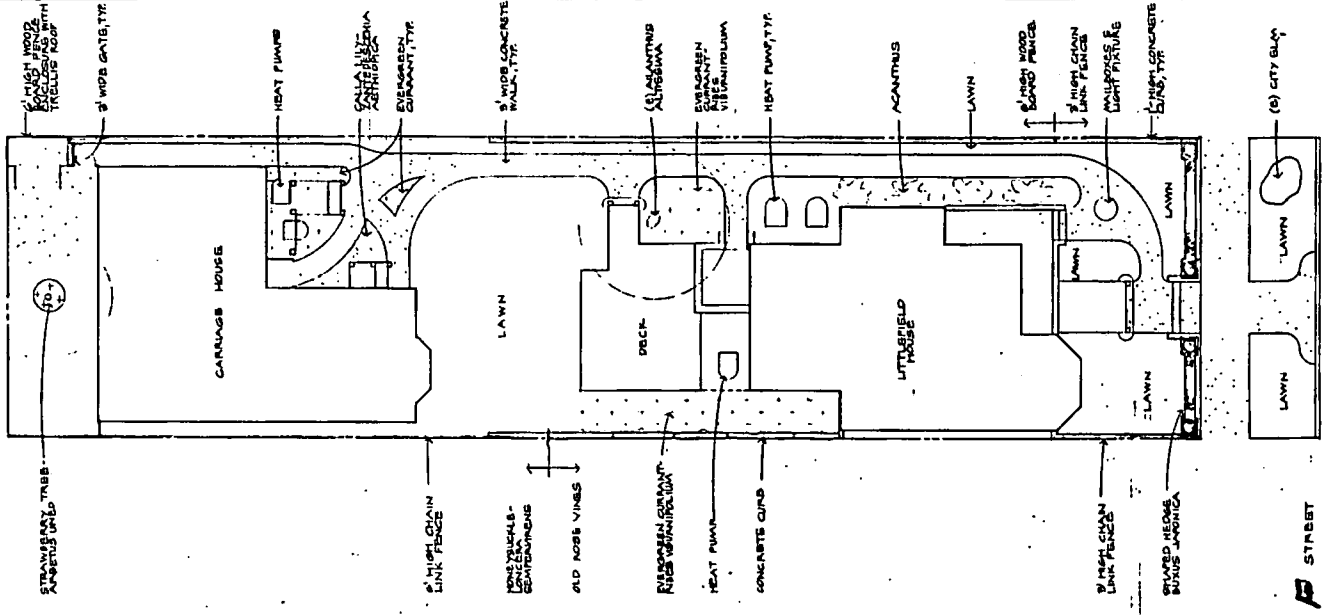 6' HIGH WOOD
BOARD FENCE
ENCLOSURE WITH
TRELLIS ROOF
3' WIDE GATE, TYP.
HEAT PUMPS
CALLA LILY-
ZANTEDESCHIA
AETHIOPICA
EVERGREEN
CURRANT, TYP.
3' WIDE CONCRETE
WALK, TYP.
(E) AILANTHUS
ALTISSIMA
EVERGREEN
CURRANT-
RIBES
VIBURNIFOLIUM
HEAT PUMP, TYP.
ACANTHUS
LAWN
6' HIGH WOOD
BOARD FENCE
3' HIGH CHAIN
LINK FENCE
MAILBOXES &
LIGHT FIXTURE
1' HIGH CONCRETE
CURB, TYP.
(E) CITY ELM
CARRIAGE HOUSE
LAWN
DECK
LITTLEFIELD
HOUSE
LAWN
LAWN
LAWN
LAWN
LAWN
STRAWBERRY TREE-
ARBUTUS UNEDO
6' HIGH CHAIN
LINK FENCE
HONEYSUCKLE-
LONICERA
SEMPERVIRENS
OLD ROSE VINES
EVERGREEN CURRANT-
RIBES VIBURNIFOLIUM
HEAT PUMP
CONCRETE CURB
3' HIGH CHAIN
LINK FENCE
SHAPED HEDGE
BUXUS JAPONICA
F STREET